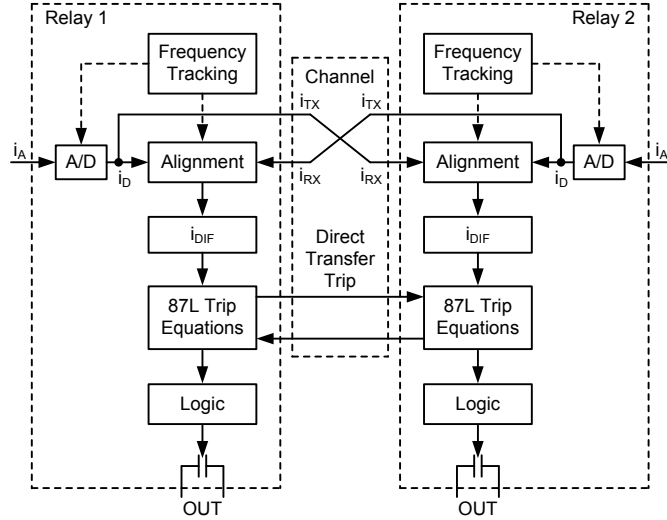 Relay 1
Relay 2
Frequency
Tracking
Channel
Frequency
Tracking
iTX
iTX
iA
A/D
iD
Alignment
iRX
iRX
Alignment
iD
A/D
iA
iDIF
Direct
Transfer
Trip
iDIF
87L Trip
Equations
87L Trip
Equations
Logic
Logic
OUT
OUT